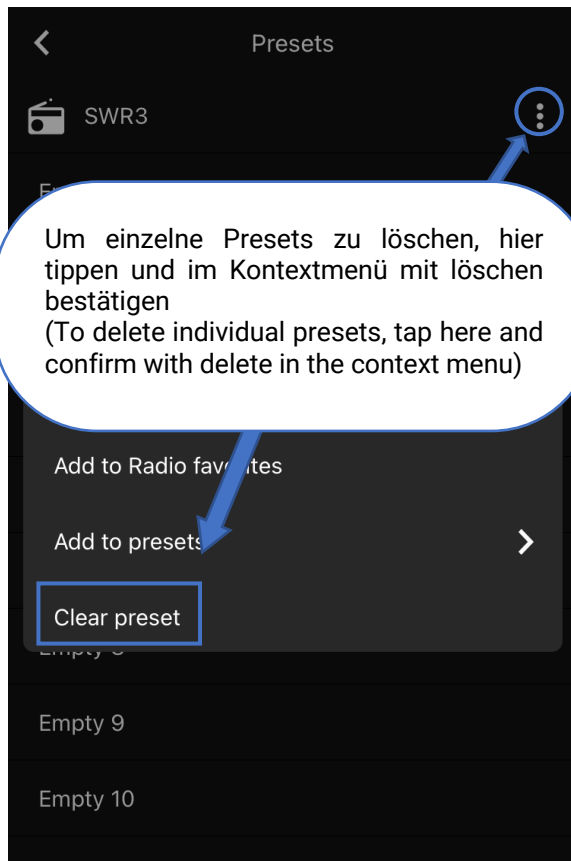 Presets
SWR3
Um einzelne Presets zu löschen, hier
tippen und im Kontextmenü mit löschen
bestätigen
(To delete individual presets, tap here and
confirm with delete in the context menu)
Add to Radio favorites
Add to presets
Clear preset
Empty 9
Empty 10